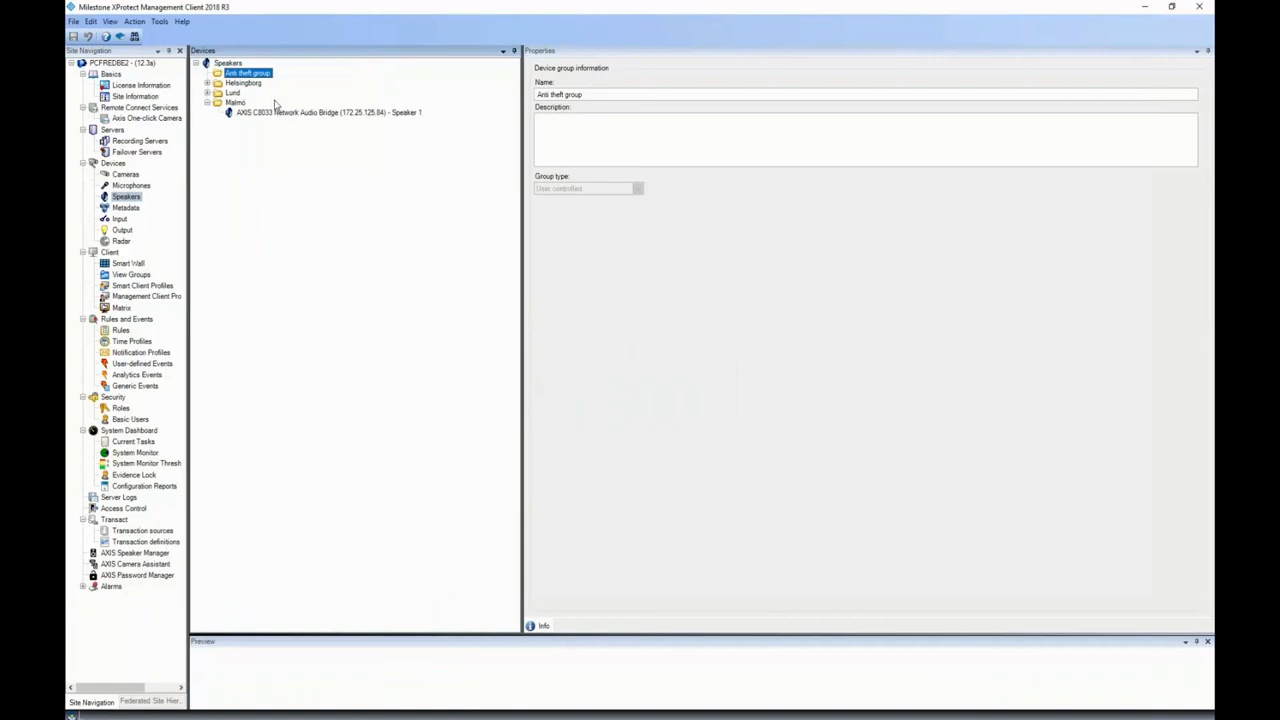 Milestone XProtect Management Client 2018 R3
File Edit View Action Tools Help
Site Navigation
PCFREDBE2 - (12.3a)
Basics
License Information
Site Information
Remote Connect Services
Axis One-click Camera
Servers
Recording Servers
Failover Servers
Devices
Cameras
Microphones
Speakers
Metadata
Input
Output
Radar
Client
Smart Wall
View Groups
Smart Client Profiles
Management Client Pro
Matrix
Rules and Events
Rules
Time Profiles
Notification Profiles
User-defined Events
Analytics Events
Generic Events
Security
Roles
Basic Users
System Dashboard
Current Tasks
System Monitor
System Monitor Thresh
Evidence Lock
Configuration Reports
Server Logs
Access Control
Transact
Transaction sources
Transaction definitions
AXIS Speaker Manager
AXIS Camera Assistant
AXIS Password Manager
Alarms
Site Navigation Federated Site Hier...
Devices
Speakers
Anti theft group
Helsingborg
Lund
Malmö
AXIS C8033 Network Audio Bridge (172.25.125.84) - Speaker 1
Properties
Device group information
Name:
Anti theft group
Description:
Group type:
User controlled
Info
Preview